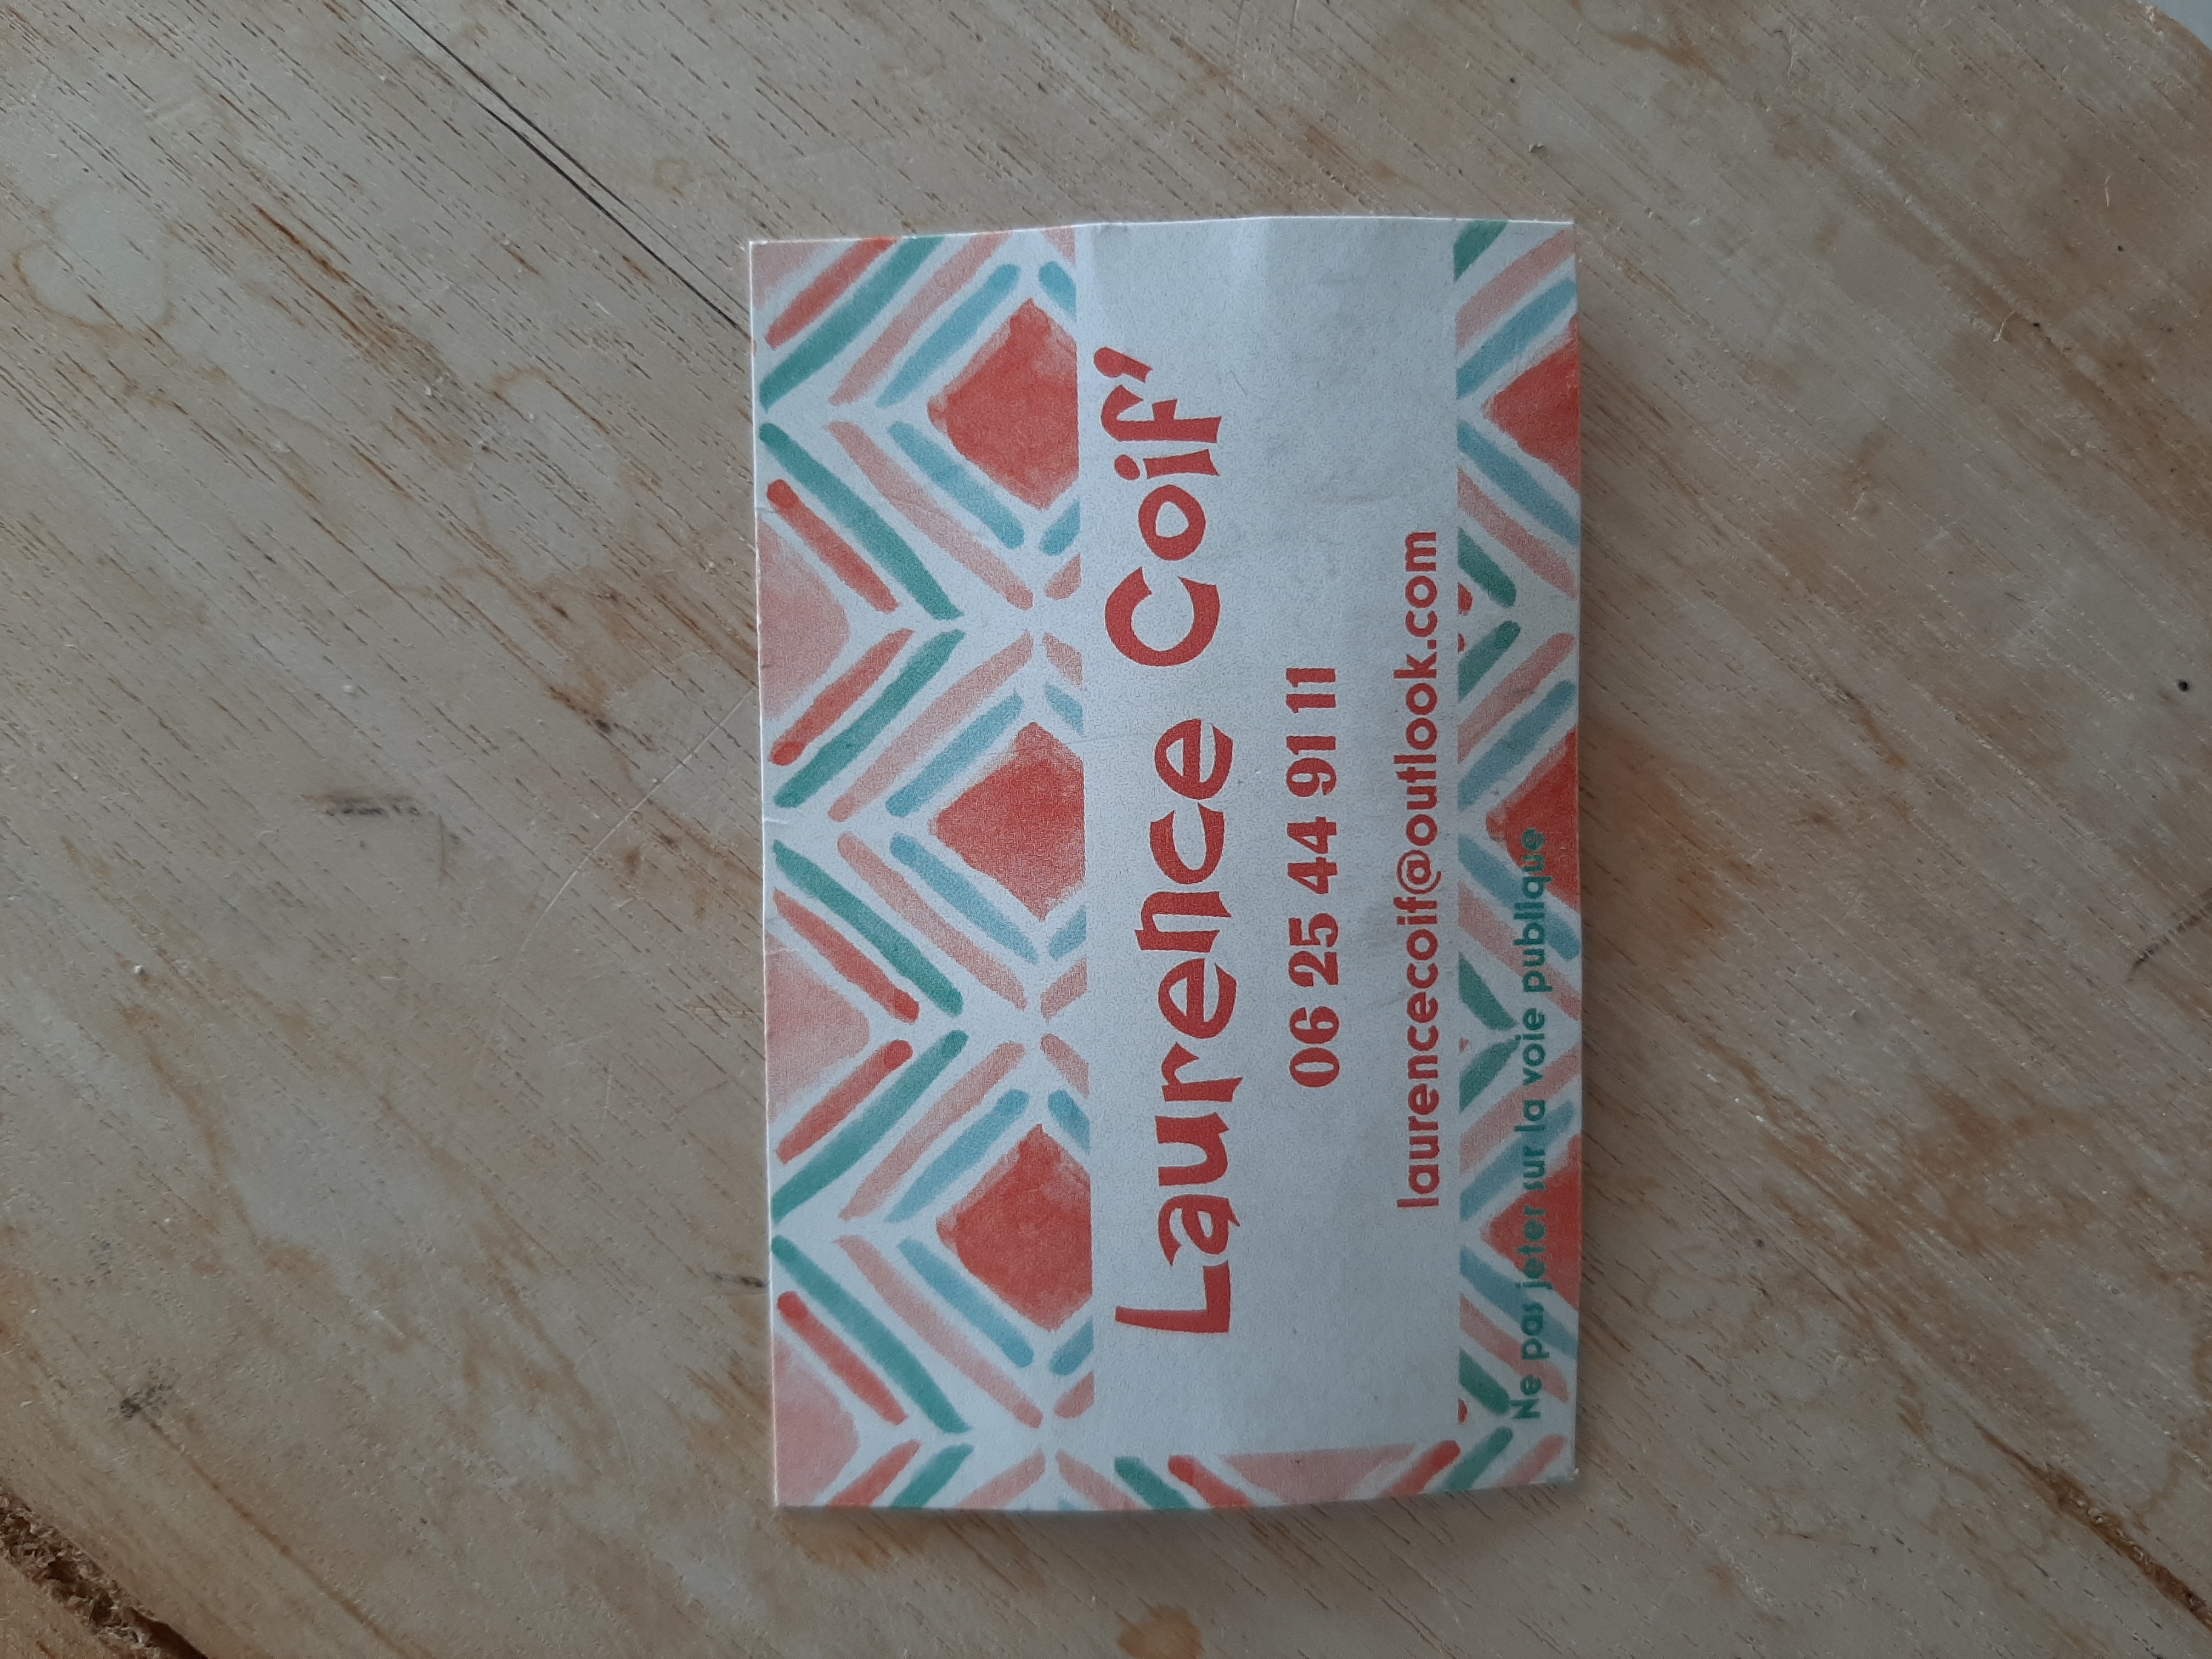 Laurence Coif'
06 25 44 91 11
laurencecoif@outlook.com
Ne pas jeter sur la voie publique